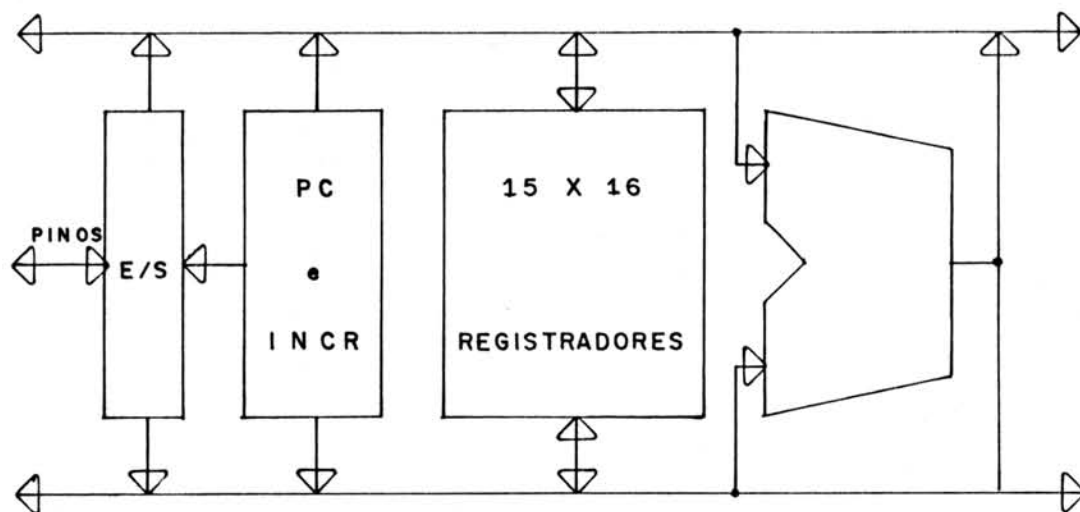 PINOS
E/S
PC
e
INCR
15 X 16
REGISTRADORES